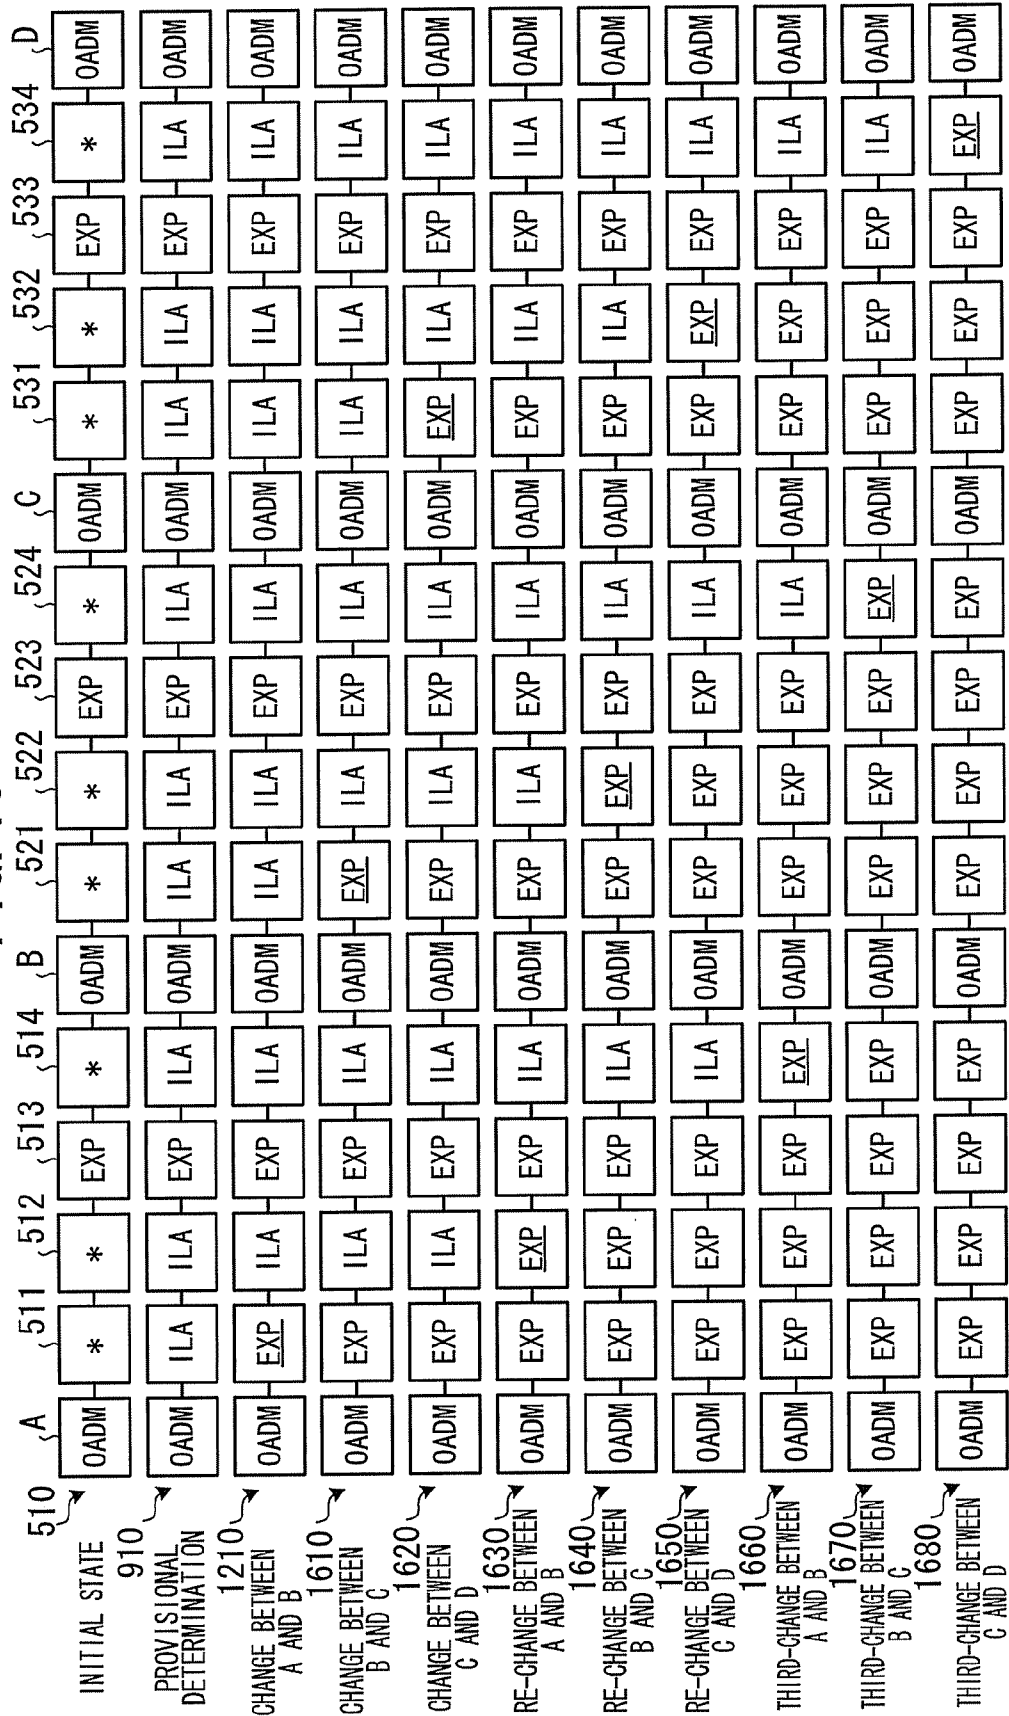 A 511 512 513 514 B 521 522 523 524 C 531 532 533 534 D
510
INITIAL STATE
OADM * * EXP * OADM * * EXP * OADM * * EXP * OADM
910
PROVISIONAL
DETERMINATION
OADM ILA ILA EXP ILA OADM ILA ILA EXP ILA OADM ILA ILA EXP ILA OADM
1210
CHANGE BETWEEN
A AND B
OADM EXP ILA EXP ILA OADM ILA ILA EXP ILA OADM ILA ILA EXP ILA OADM
1610
CHANGE BETWEEN
B AND C
OADM EXP ILA EXP ILA OADM EXP ILA EXP ILA OADM ILA ILA EXP ILA OADM
1620
CHANGE BETWEEN
C AND D
OADM EXP ILA EXP ILA OADM EXP ILA EXP ILA OADM EXP ILA EXP ILA OADM
1630
RE-CHANGE BETWEEN
A AND B
OADM EXP EXP EXP ILA OADM EXP ILA EXP ILA OADM EXP ILA EXP ILA OADM
1640
RE-CHANGE BETWEEN
B AND C
OADM EXP EXP EXP ILA OADM EXP EXP EXP ILA OADM EXP ILA EXP ILA OADM
1650
RE-CHANGE BETWEEN
C AND D
OADM EXP EXP EXP ILA OADM EXP EXP EXP ILA OADM EXP EXP EXP ILA OADM
1660
THIRD-CHANGE BETWEEN
A AND B
OADM EXP EXP EXP EXP OADM EXP EXP EXP ILA OADM EXP EXP EXP ILA OADM
1670
THIRD-CHANGE BETWEEN
B AND C
OADM EXP EXP EXP EXP OADM EXP EXP EXP EXP OADM EXP EXP EXP ILA OADM
1680
THIRD-CHANGE BETWEEN
C AND D
OADM EXP EXP EXP EXP OADM EXP EXP EXP EXP OADM EXP EXP EXP EXP OADM